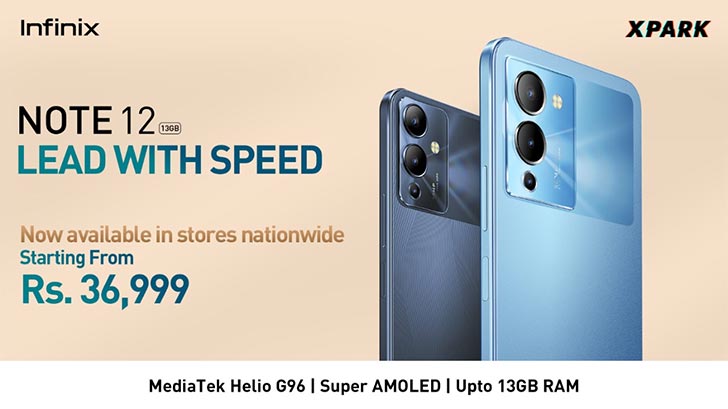 Infinix
XPARK
NOTE 12 13GB
LEAD WITH SPEED
Now available in stores nationwide
Starting From
Rs. 36,999
MediaTek Helio G96 | Super AMOLED | Upto 13GB RAM